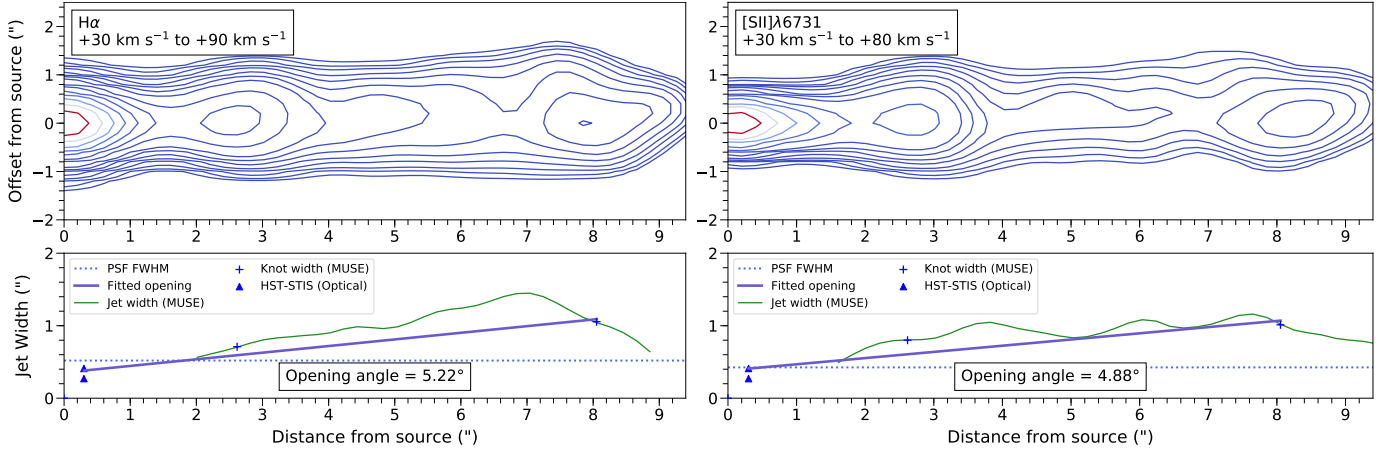 Hα
+30 km s⁻¹ to +90 km s⁻¹
Offset from source (")
2
1
0
−1
−2
0 1 2 3 4 5 6 7 8 9
[SII]λ6731
+30 km s⁻¹ to +80 km s⁻¹
2
1
0
−1
−2
0 1 2 3 4 5 6 7 8 9
Jet Width (")
2
1
0
PSF FWHM
Fitted opening
Jet width (MUSE)
Knot width (MUSE)
HST-STIS (Optical)
Opening angle = 5.22°
0 1 2 3 4 5 6 7 8 9
Distance from source (")
2
1
0
PSF FWHM
Fitted opening
Jet width (MUSE)
Knot width (MUSE)
HST-STIS (Optical)
Opening angle = 4.88°
0 1 2 3 4 5 6 7 8 9
Distance from source (")